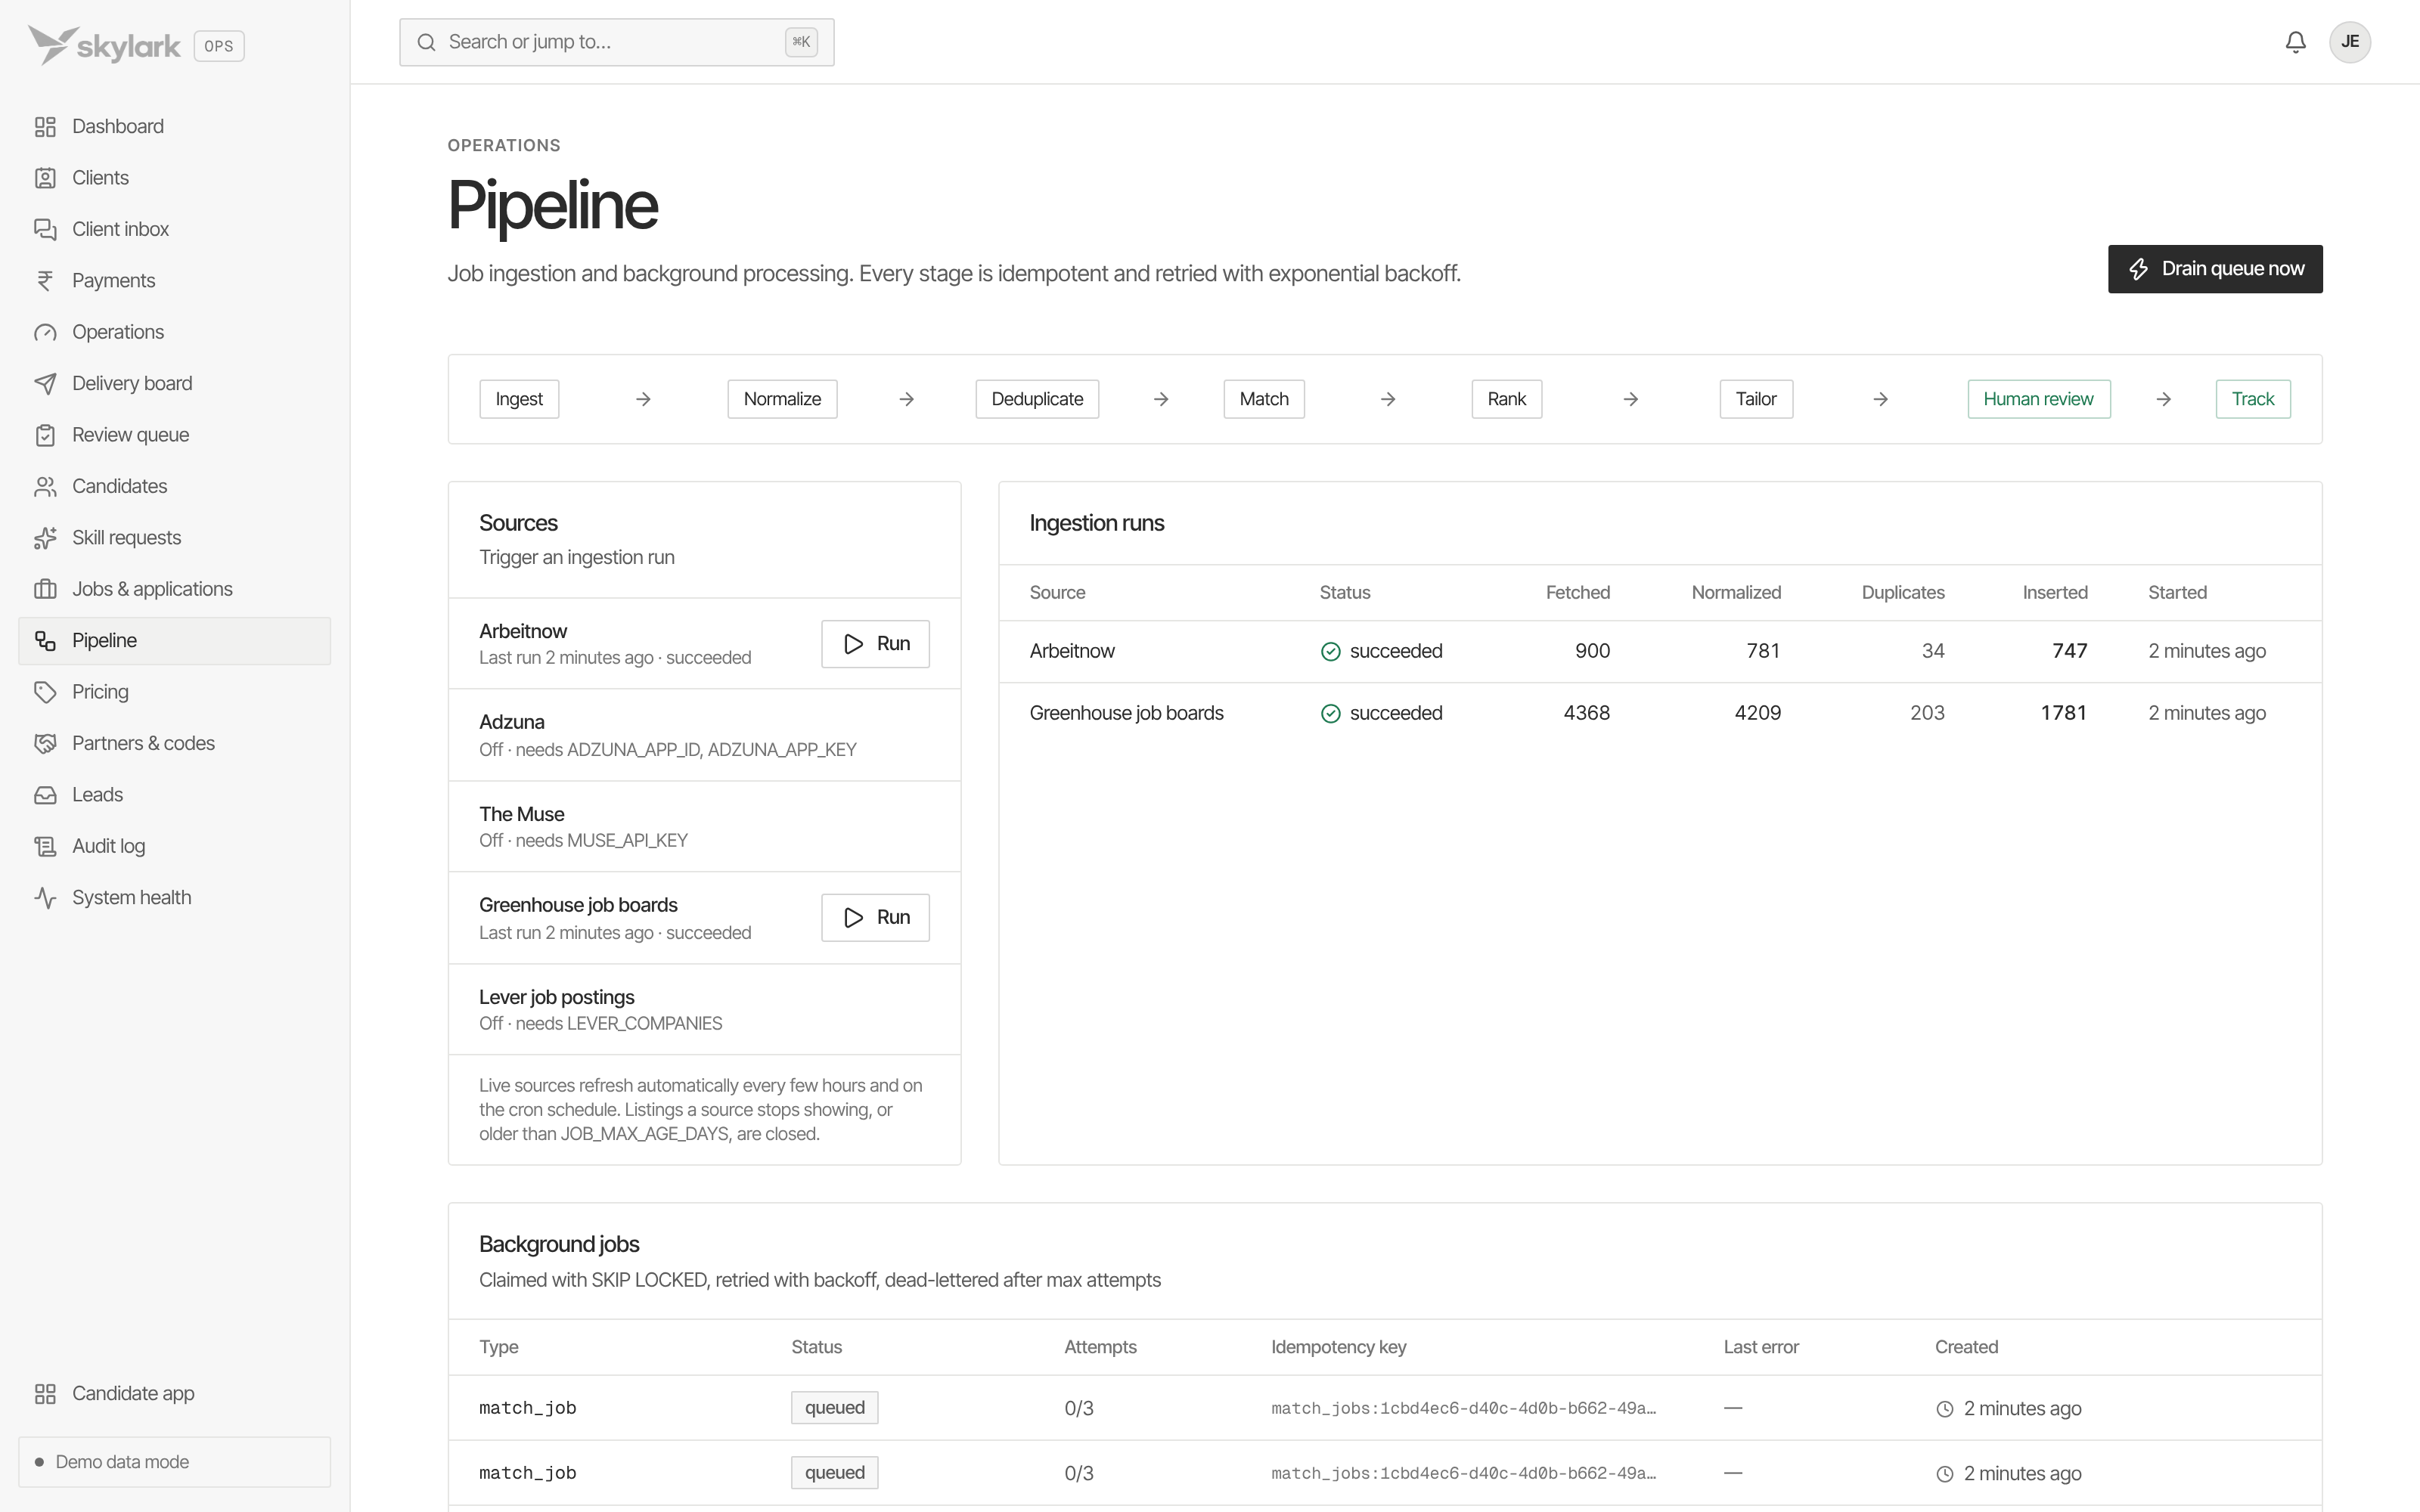 skylark OPS
Search or jump to... ⌘K
JE
Dashboard
Clients
Client inbox
Payments
Operations
Delivery board
Review queue
Candidates
Skill requests
Jobs & applications
Pipeline
Pricing
Partners & codes
Leads
Audit log
System health
Candidate app
Demo data mode
OPERATIONS
Pipeline
Job ingestion and background processing. Every stage is idempotent and retried with exponential backoff.
Drain queue now
Ingest → Normalize → Deduplicate → Match → Rank → Tailor → Human review → Track
Sources
Trigger an ingestion run
Arbeitnow
Last run 2 minutes ago · succeeded
Run
Adzuna
Off · needs ADZUNA_APP_ID, ADZUNA_APP_KEY
The Muse
Off · needs MUSE_API_KEY
Greenhouse job boards
Last run 2 minutes ago · succeeded
Run
Lever job postings
Off · needs LEVER_COMPANIES
Live sources refresh automatically every few hours and on
the cron schedule. Listings a source stops showing, or
older than JOB_MAX_AGE_DAYS, are closed.
Ingestion runs
Source Status Fetched Normalized Duplicates Inserted Started
Arbeitnow succeeded 900 781 34 747 2 minutes ago
Greenhouse job boards succeeded 4368 4209 203 1781 2 minutes ago
Background jobs
Claimed with SKIP LOCKED, retried with backoff, dead-lettered after max attempts
Type Status Attempts Idempotency key Last error Created
match_job queued 0/3 match_jobs:1cbd4ec6-d40c-4d0b-b662-49a… — 2 minutes ago
match_job queued 0/3 match_jobs:1cbd4ec6-d40c-4d0b-b662-49a… — 2 minutes ago